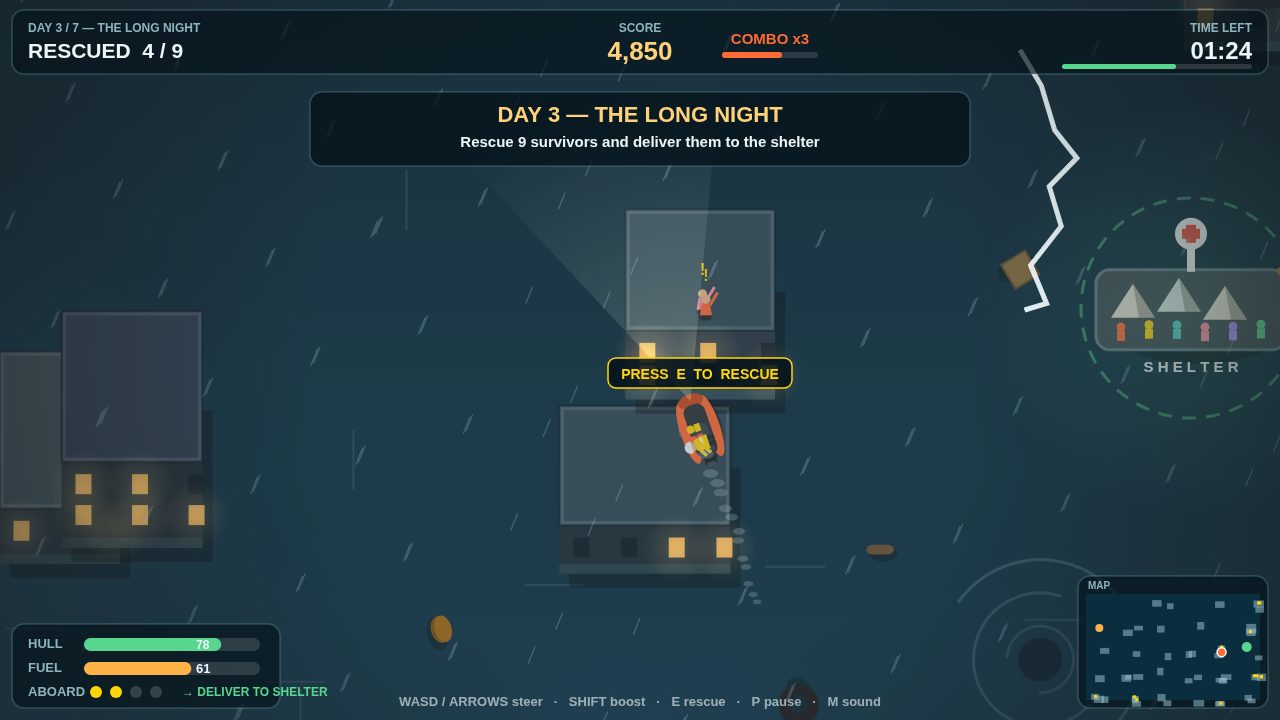 DAY 3 / 7 — THE LONG NIGHT
RESCUED 4 / 9
SCORE
4,850
COMBO x3
TIME LEFT
01:24
DAY 3 — THE LONG NIGHT
Rescue 9 survivors and deliver them to the shelter
!
!
PRESS E TO RESCUE
SHELTER
HULL 78
FUEL 61
ABOARD → DELIVER TO SHELTER
WASD / ARROWS steer · SHIFT boost · E rescue · P pause · M sound
MAP